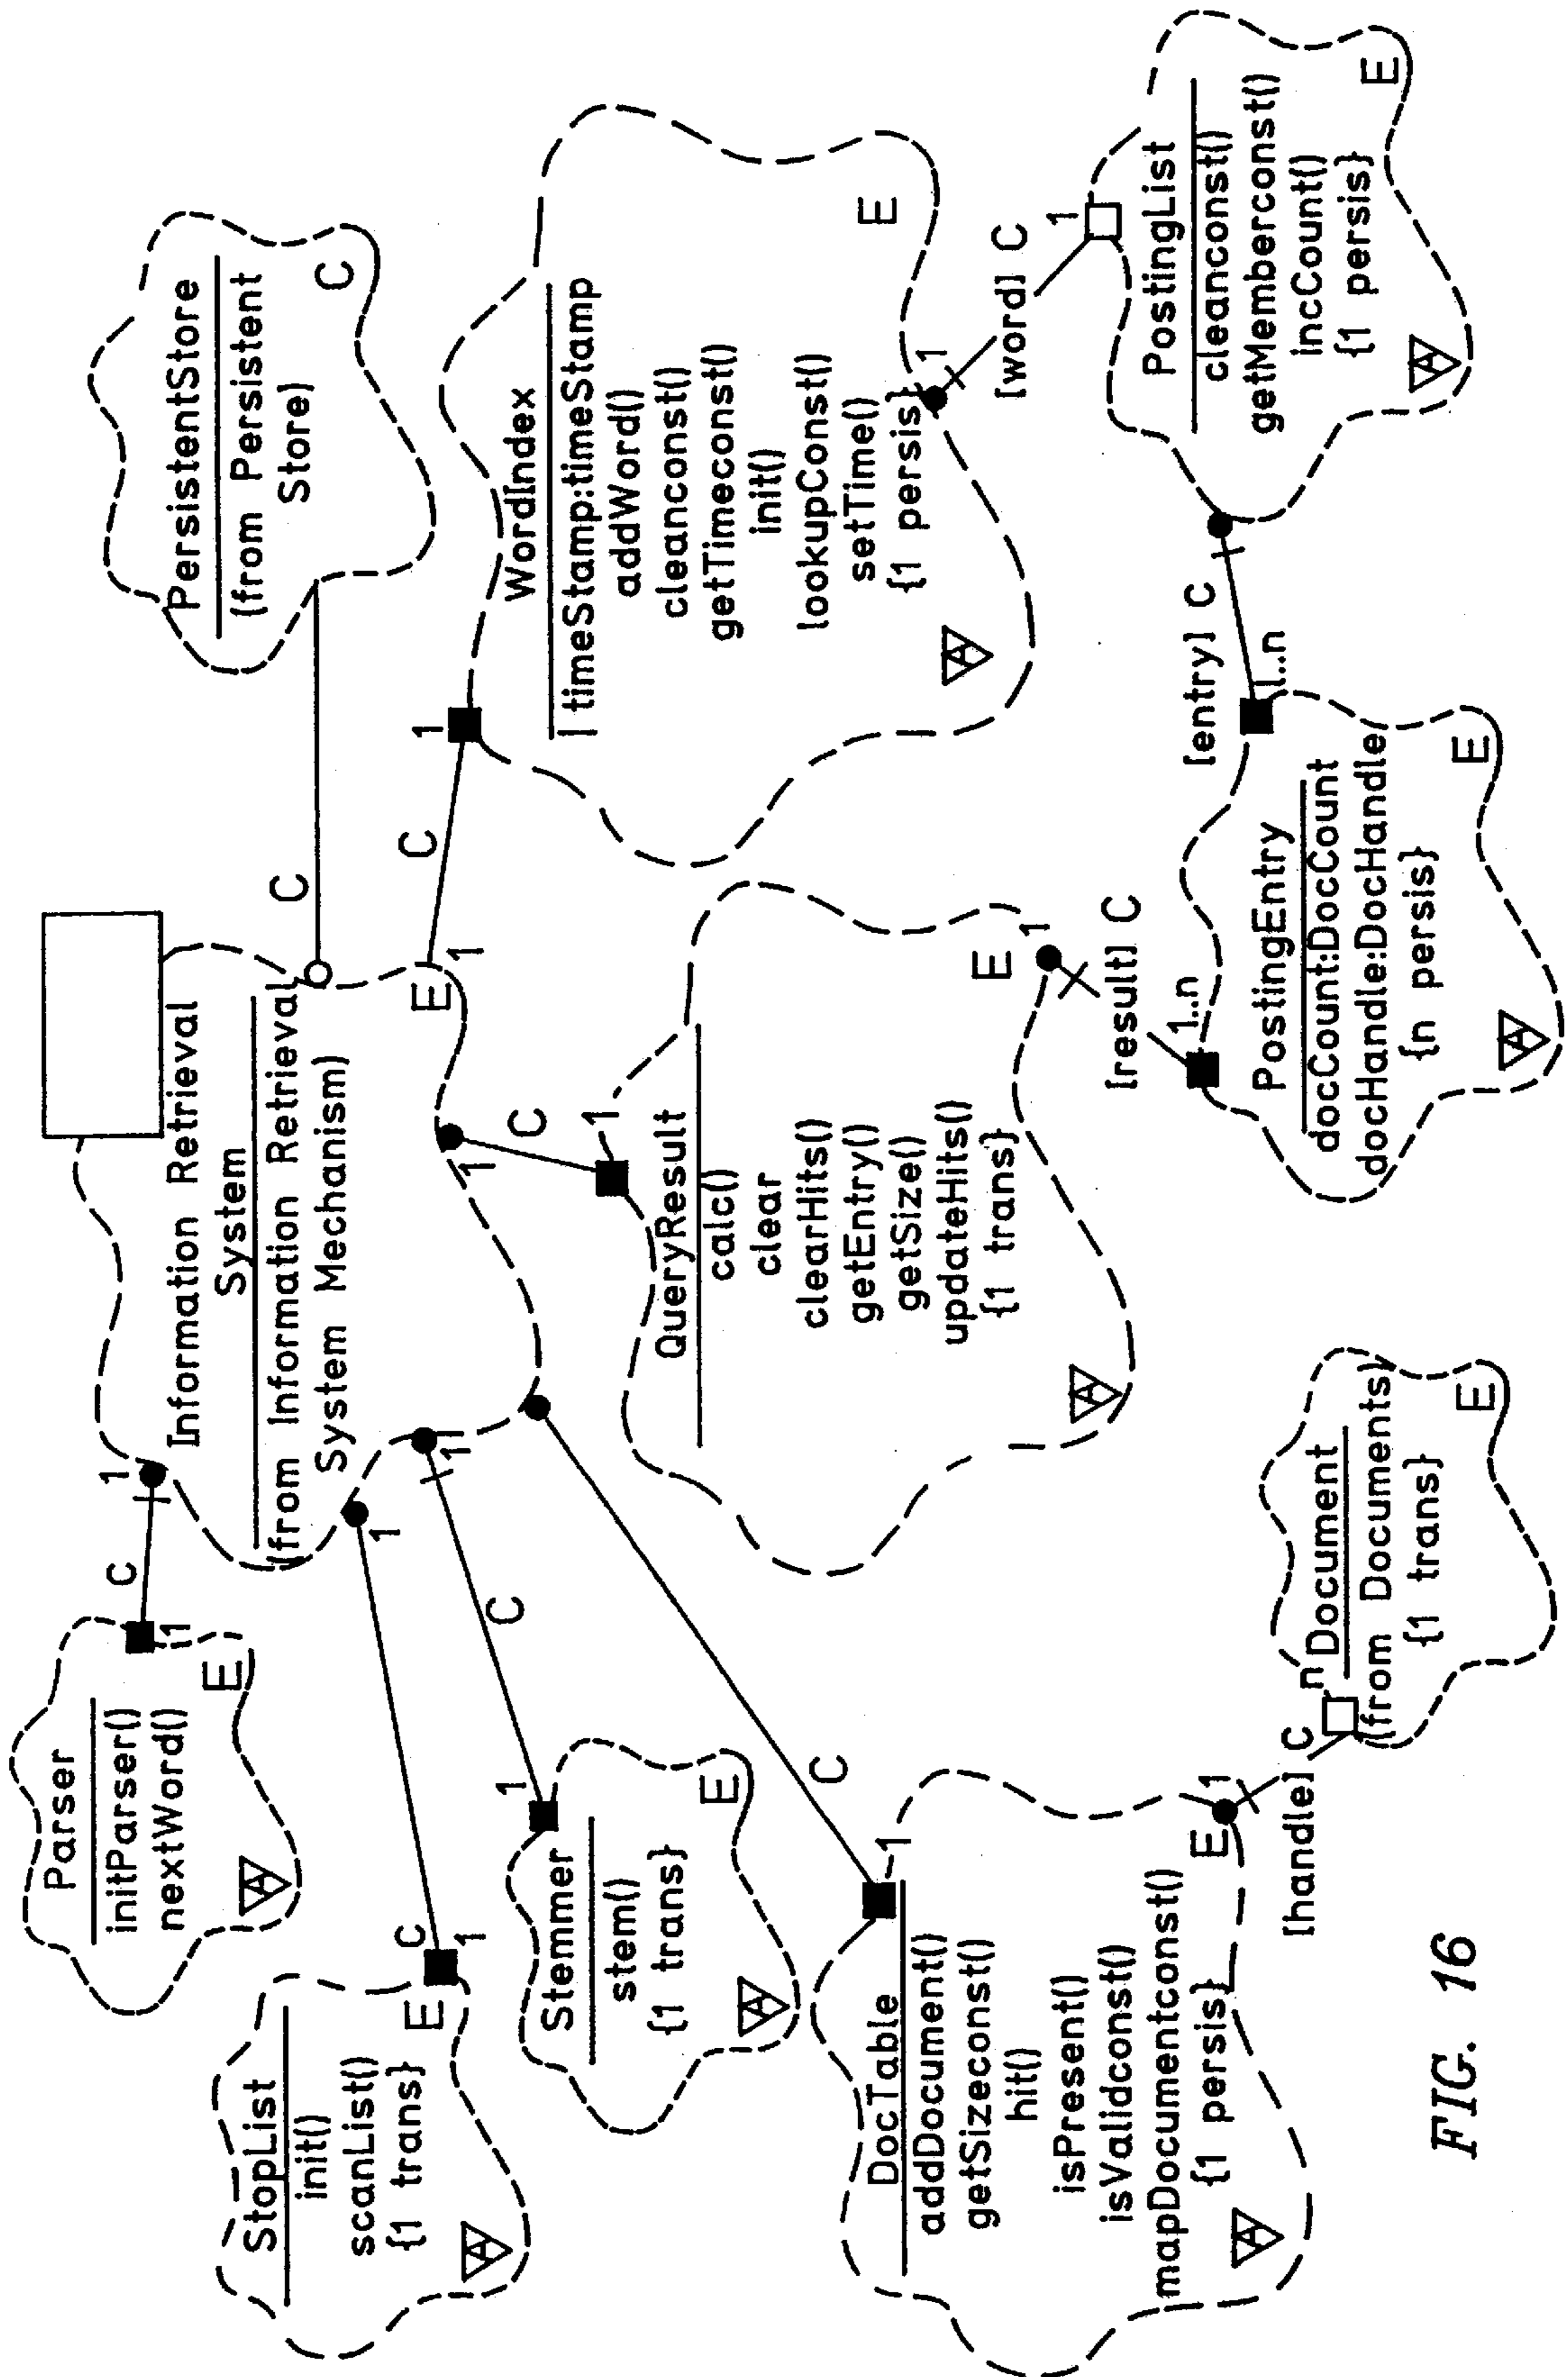 Parser
initParser()
nextWord()
A
E
1
C
1
Information Retrieval
System
(from Information Retrieval
System Mechanism)
E
C
PersistentStore
(from Persistent
Store)
C
StopList
init()
scanList()
{1 trans}
A
E
C
1
1
Stemmer
stem()
{1 trans}
A
E
1
C
1
DocTable
addDocument()
getSizeconst()
hit()
isPresent()
isValidconst()
mapDocumentconst()
{1 persis}
A
E
1
C
1
[handle] C
n
Document
(from Documents)
{1 trans}
E
QueryResult
calc()
clear
clearHits()
getEntry()
getSize()
updateHits()
{1 trans}
A
E
1
C
1
1
[result] C
1..n
WordIndex
timeStamp:timeStamp
addWord()
cleanconst()
getTimeconst()
init()
lookupConst()
setTime()
{1 persis}
A
E
1
C
1
1
[word] C
1
PostingList
cleanconst()
getMemberconst()
incCount()
{1 persis}
A
E
[entry] C
1..n
PostingEntry
docCount:DocCount
docHandle:DocHandle
{n persis}
A
E
FIG. 16